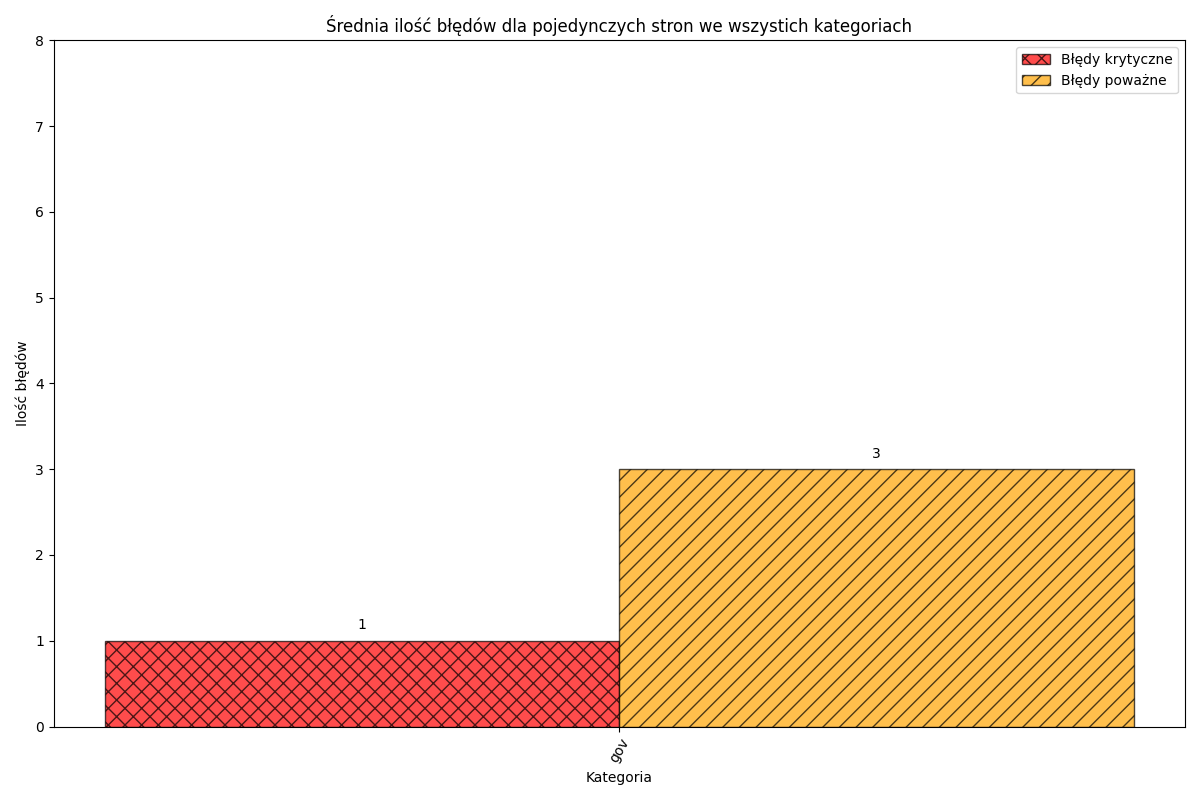 Średnia ilość błędów dla pojedynczych stron we wszystich kategoriach
Błędy krytyczne
Błędy poważne
Ilość błędów
8
7
6
5
4
3
2
1
0
1
3
gov
Kategoria